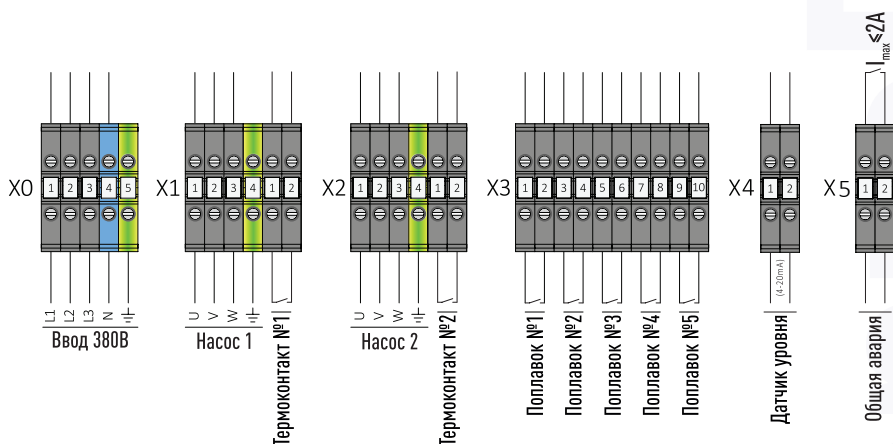 I max ≤2A
X0 1 2 3 4 5
X1 1 2 3 4 1 2
X2 1 2 3 4 1 2
X3 1 2 3 4 5 6 7 8 9 10
X4 1 2
X5 1 2
L1 L2 L3 N
Ввод 380В
U V W
Насос 1
Термоконтакт №1
U V W
Насос 2
Термоконтакт №2
Поплавок №1
Поплавок №2
Поплавок №3
Поплавок №4
Поплавок №5
(4-20mA)
Датчик уровня
Общая авария